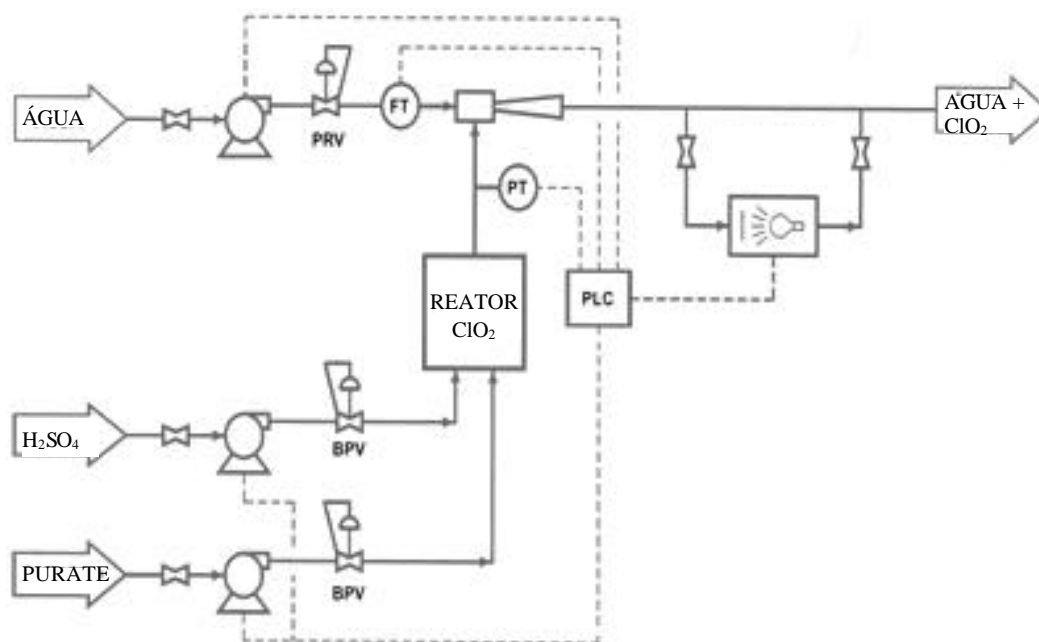 ÁGUA
PRV
FT
ÁGUA +
ClO₂
PT
REATOR
ClO₂
PLC
H₂SO₄
BPV
PURATE
BPV